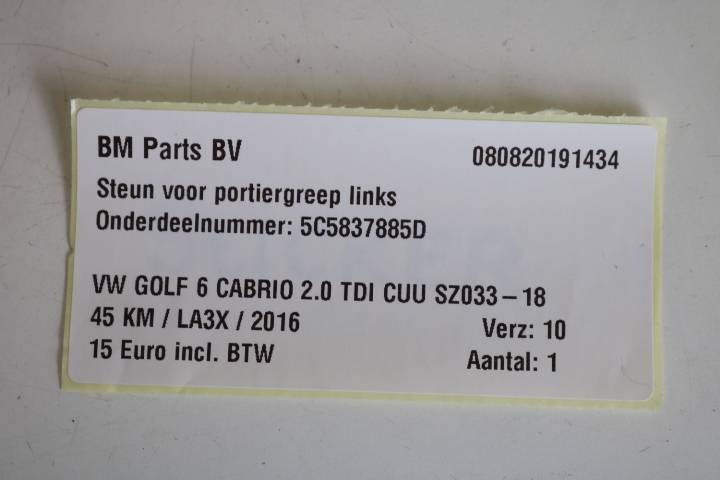 BM Parts BV 080820191434
Steun voor portiergreep links
Onderdeelnummer: 5C5837885D
VW GOLF 6 CABRIO 2.0 TDI CUU SZ033-18
45 KM / LA3X / 2016 Verz: 10
15 Euro incl. BTW Aantal: 1